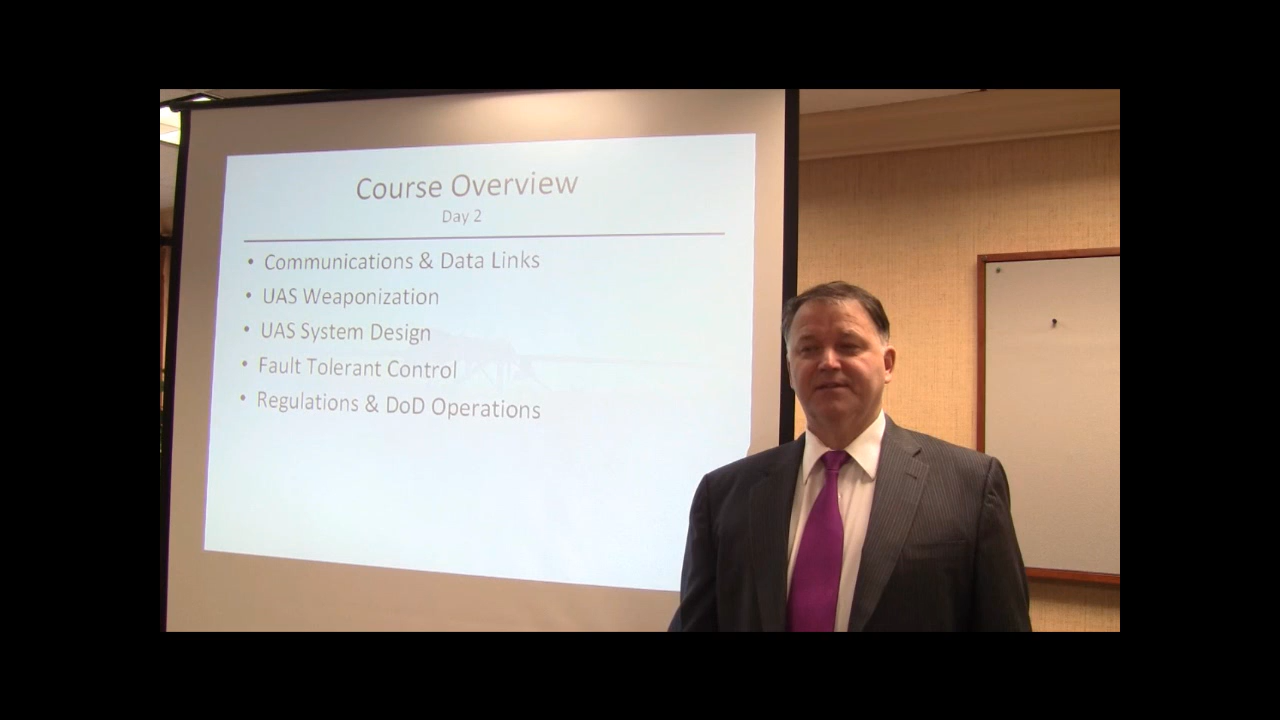 Course Overview
Day 2
• Communications & Data Links
• UAS Weaponization
• UAS System Design
• Fault Tolerant Control
• Regulations & DoD Operations